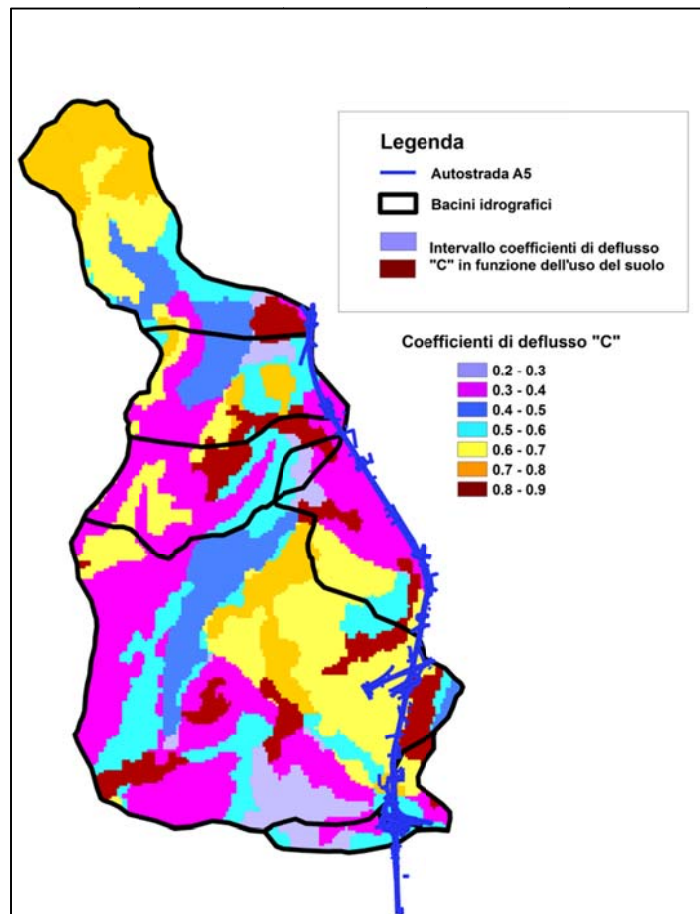 Legenda
Autostrada A5
Bacini idrografici
Intervallo coefficienti di deflusso
"C" in funzione dell'uso del suolo
Coefficienti di deflusso "C"
0.2 - 0.3
0.3 - 0.4
0.4 - 0.5
0.5 - 0.6
0.6 - 0.7
0.7 - 0.8
0.8 - 0.9